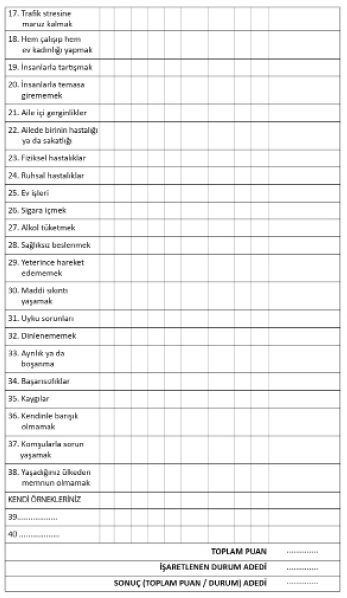 17. Trafik stresine
maruz kalmak
18. Hem çalışıp hem
ev kadınlığı yapmak
19. İnsanlarla tartışmak
20. İnsanlarla temasa
girememek
21. Aile içi gerginlikler
22. Ailede birinin hastalığı
ya da sakatlığı
23. Fiziksel hastalıklar
24. Ruhsal hastalıklar
25. Ev işleri
26. Sigara içmek
27. Alkol tüketmek
28. Sağlıksız beslenmek
29. Yeterince hareket
edememek
30. Maddi sıkıntı
yaşamak
31. Uyku sorunları
32. Dinlenememek
33. Ayrılık ya da
boşanma
34. Başarısızlıklar
35. Kaygılar
36. Kendinle barışık
olmamak
37. Komşularla sorun
yaşamak
38. Yaşadığınız ülkeden
memnun olmamak
KENDİ ÖRNEKLERİNİZ
39..................
40 ..................
TOPLAM PUAN .............
İŞARETLENEN DURUM ADEDİ .............
SONUÇ (TOPLAM PUAN / DURUM) ADEDİ .............